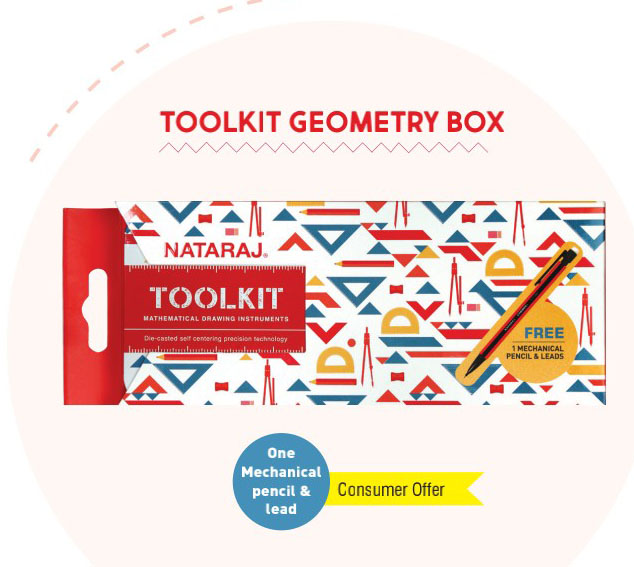 TOOLKIT GEOMETRY BOX
NATARAJ®
TOOLKIT
MATHEMATICAL DRAWING INSTRUMENTS
Die-casted self centering precision technology
FREE
1 MECHANICAL
PENCIL & LEADS
One
Mechanical
pencil &
lead
Consumer Offer